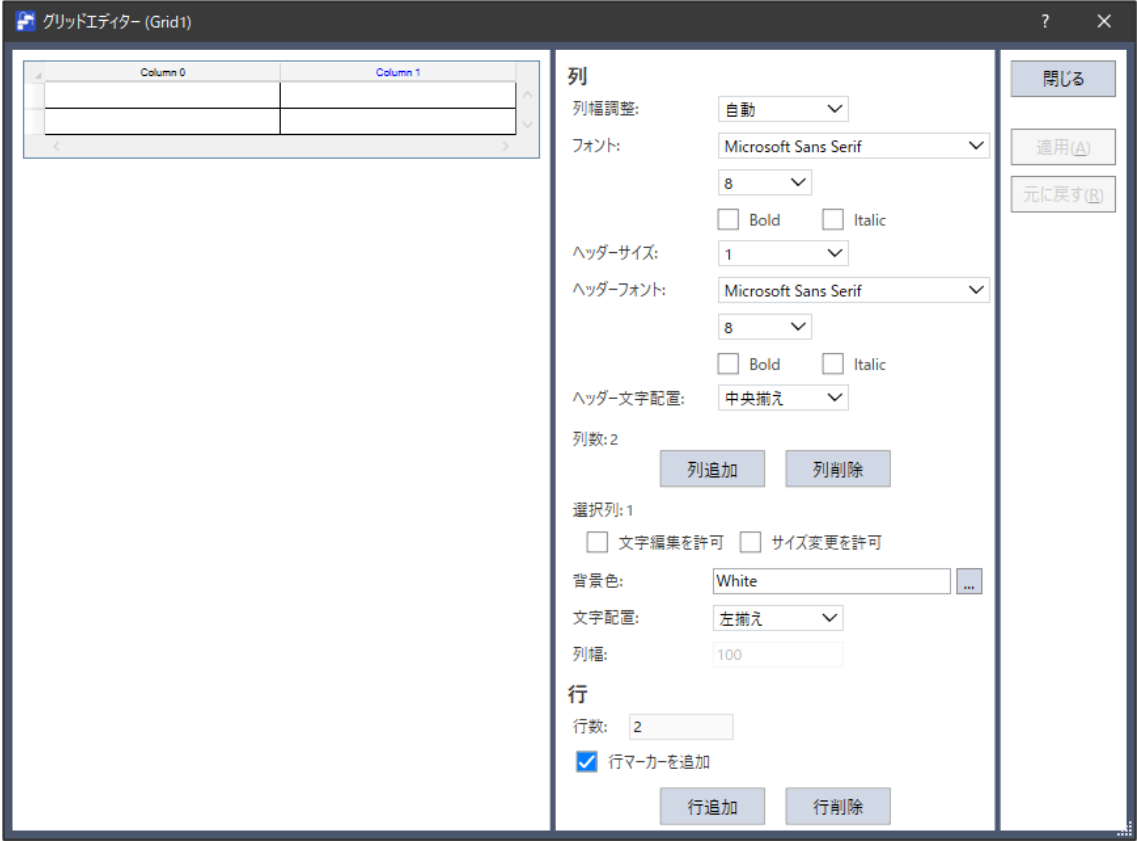 グリッドエディター (Grid1)
?
Column 0
Column 1
列
列幅調整:
自動
フォント:
Microsoft Sans Serif
8
Bold
Italic
ヘッダーサイズ:
1
ヘッダーフォント:
Microsoft Sans Serif
8
Bold
Italic
ヘッダー文字配置:
中央揃え
列数: 2
列追加
列削除
選択列: 1
文字編集を許可
サイズ変更を許可
背景色:
White
...
文字配置:
左揃え
列幅:
100
行
行数:
2
行マーカーを追加
行追加
行削除
閉じる
適用(A)
元に戻す(R)